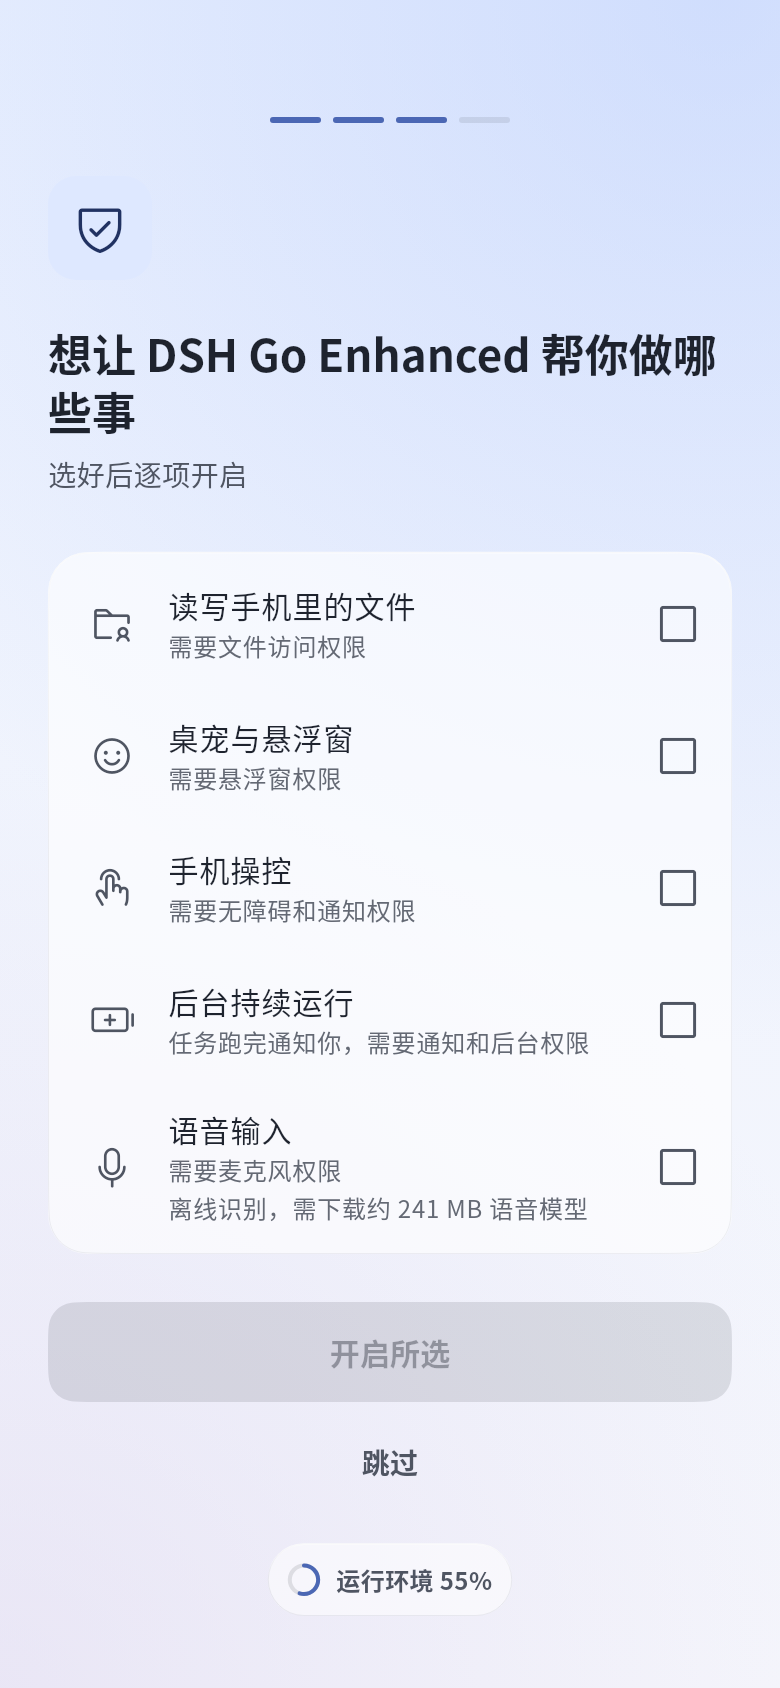 想让 DSH Go Enhanced 帮你做哪
些事
选好后逐项开启
读写手机里的文件
需要文件访问权限
桌宠与悬浮窗
需要悬浮窗权限
手机操控
需要无障碍和通知权限
后台持续运行
任务跑完通知你，需要通知和后台权限
语音输入
需要麦克风权限
离线识别，需下载约 241 MB 语音模型
开启所选
跳过
运行环境 55%